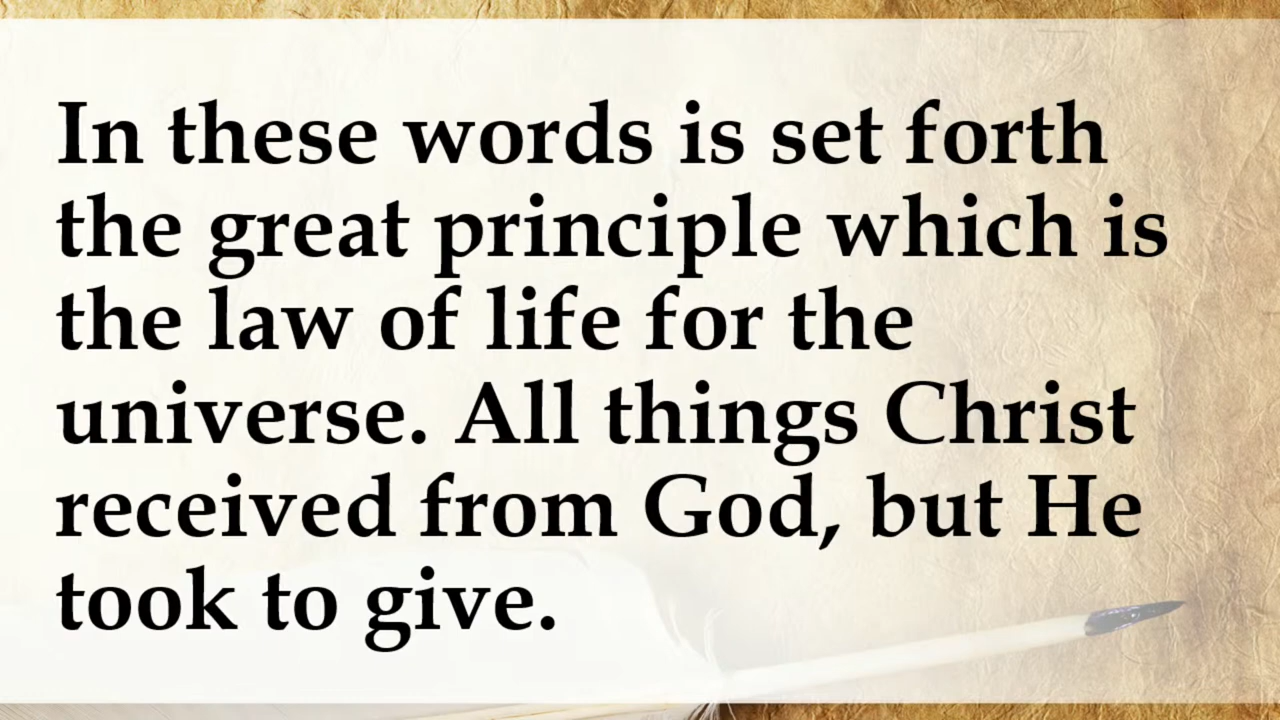 In these words is set forth
the great principle which is
the law of life for the
universe. All things Christ
received from God, but He
took to give.